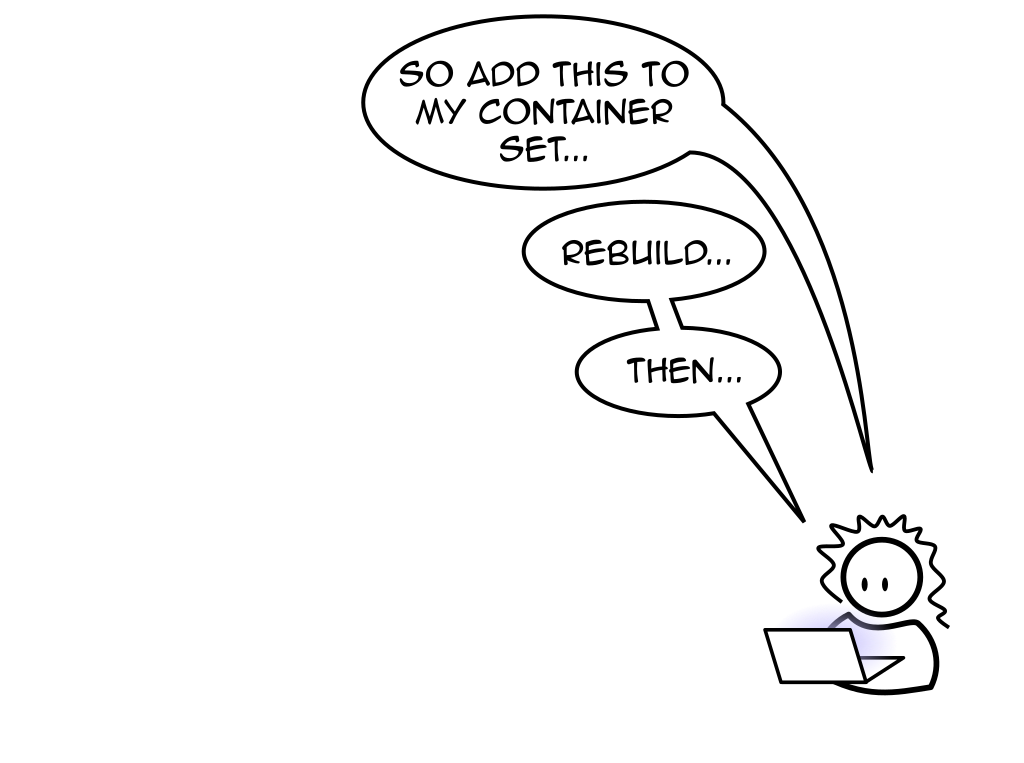 SO ADD THIS TO
MY CONTAINER
SET...
REBUILD...
THEN...